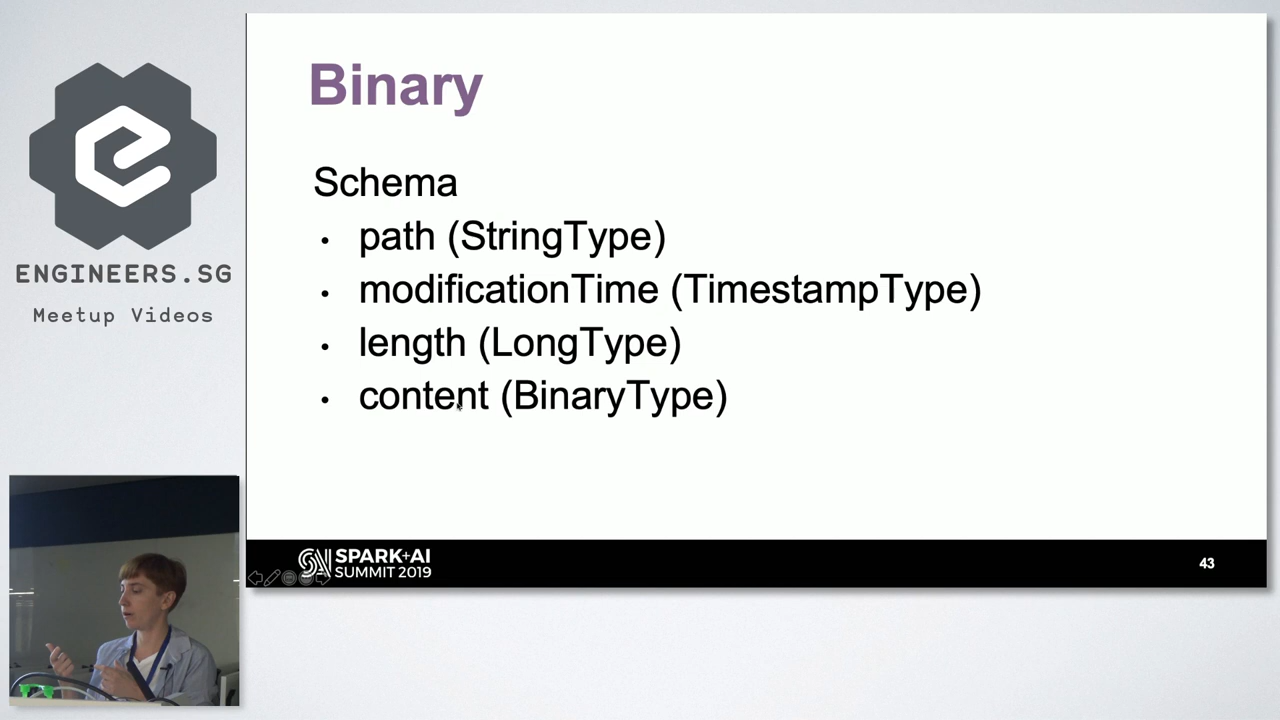 ENGINEERS.SG
Meetup Videos
Binary
Schema
• path (StringType)
• modificationTime (TimestampType)
• length (LongType)
• content (BinaryType)
SPARK+AI
SUMMIT 2019
43